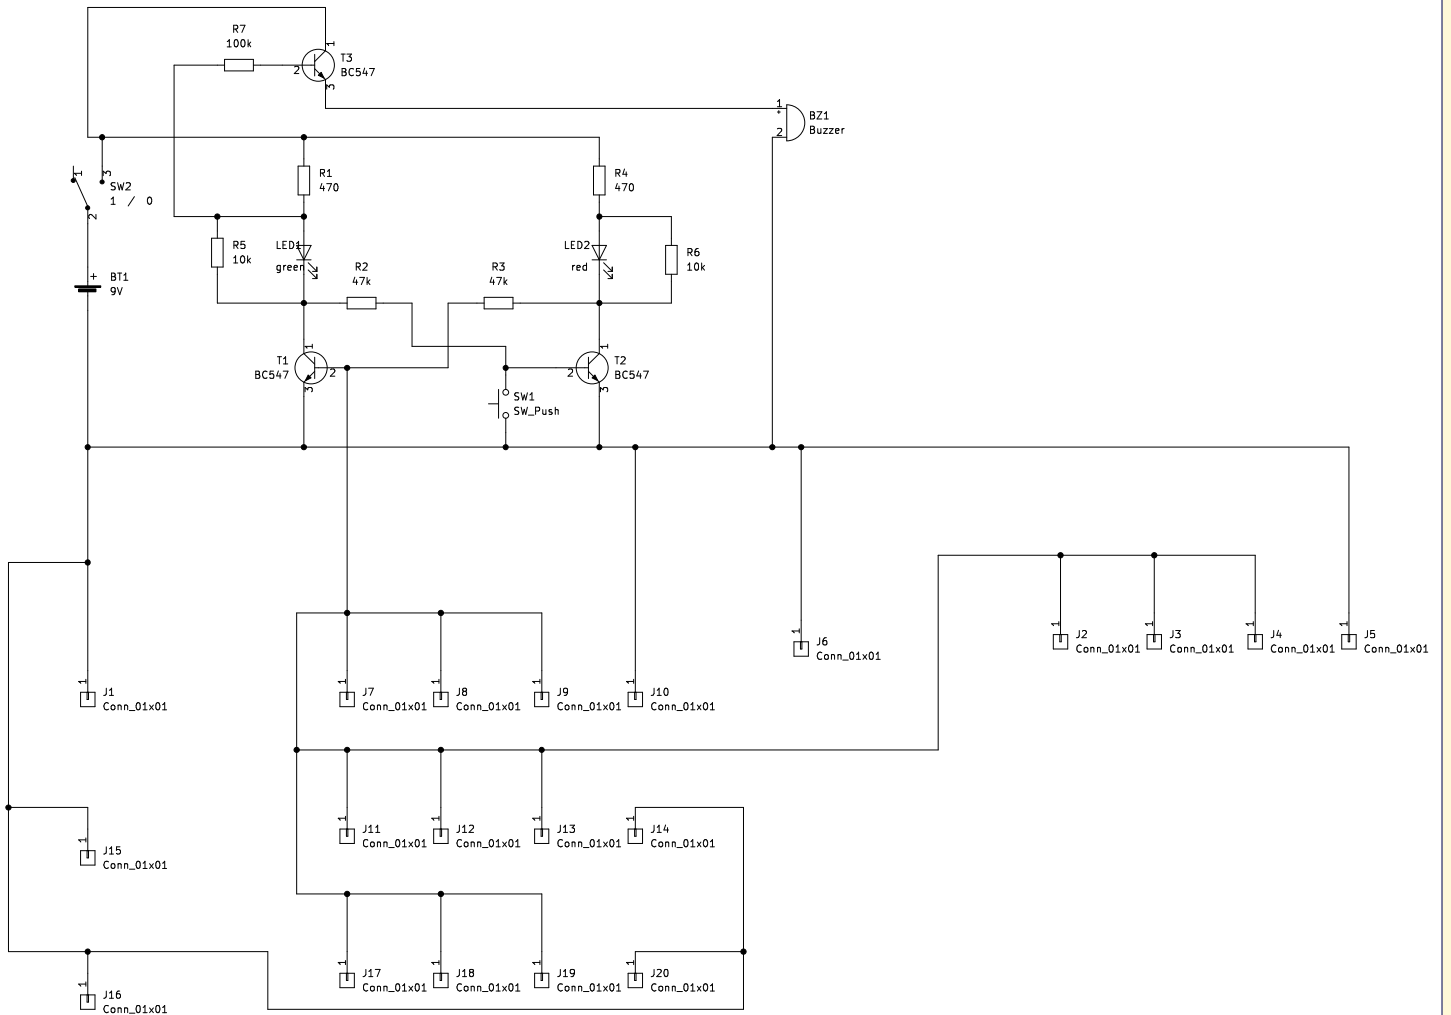 R7
100k
1
T3
BC547
2
3
1
+
BZ1
Buzzer
2
1
3
SW2
1 / 0
2
R1
470
R4
470
R5
10k
LED1
green
R2
47k
R3
47k
LED2
red
R6
10k
+
BT1
9V
1
T1
BC547
2
3
1
T2
BC547
2
3
SW1
SW_Push
1
J6
Conn_01x01
1
J2
Conn_01x01
1
J3
Conn_01x01
1
J4
Conn_01x01
1
J5
Conn_01x01
1
J1
Conn_01x01
1
J7
Conn_01x01
1
J8
Conn_01x01
1
J9
Conn_01x01
1
J10
Conn_01x01
1
J11
Conn_01x01
1
J12
Conn_01x01
1
J13
Conn_01x01
1
J14
Conn_01x01
1
J15
Conn_01x01
1
J17
Conn_01x01
1
J18
Conn_01x01
1
J19
Conn_01x01
1
J20
Conn_01x01
1
J16
Conn_01x01